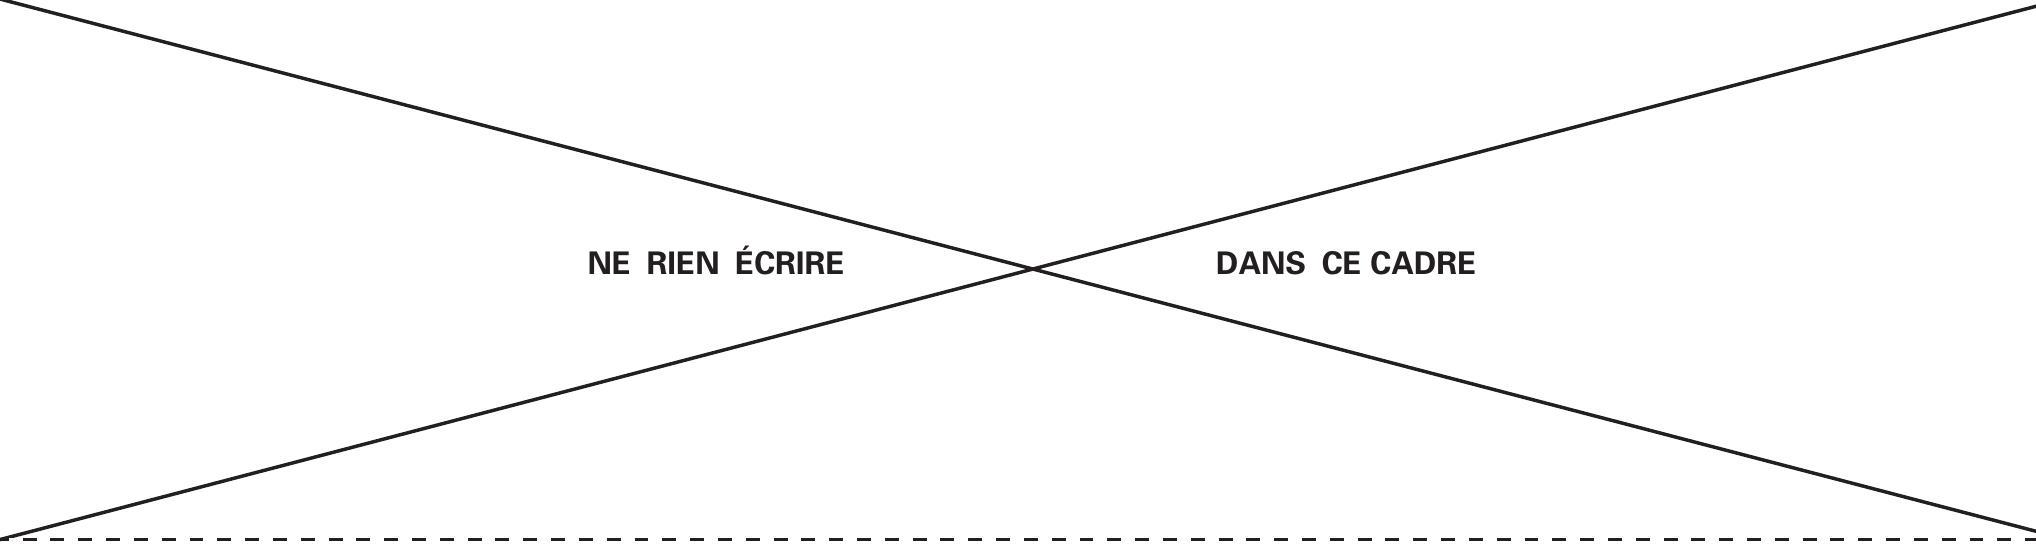 NE RIEN ÉCRIRE DANS CE CADRE